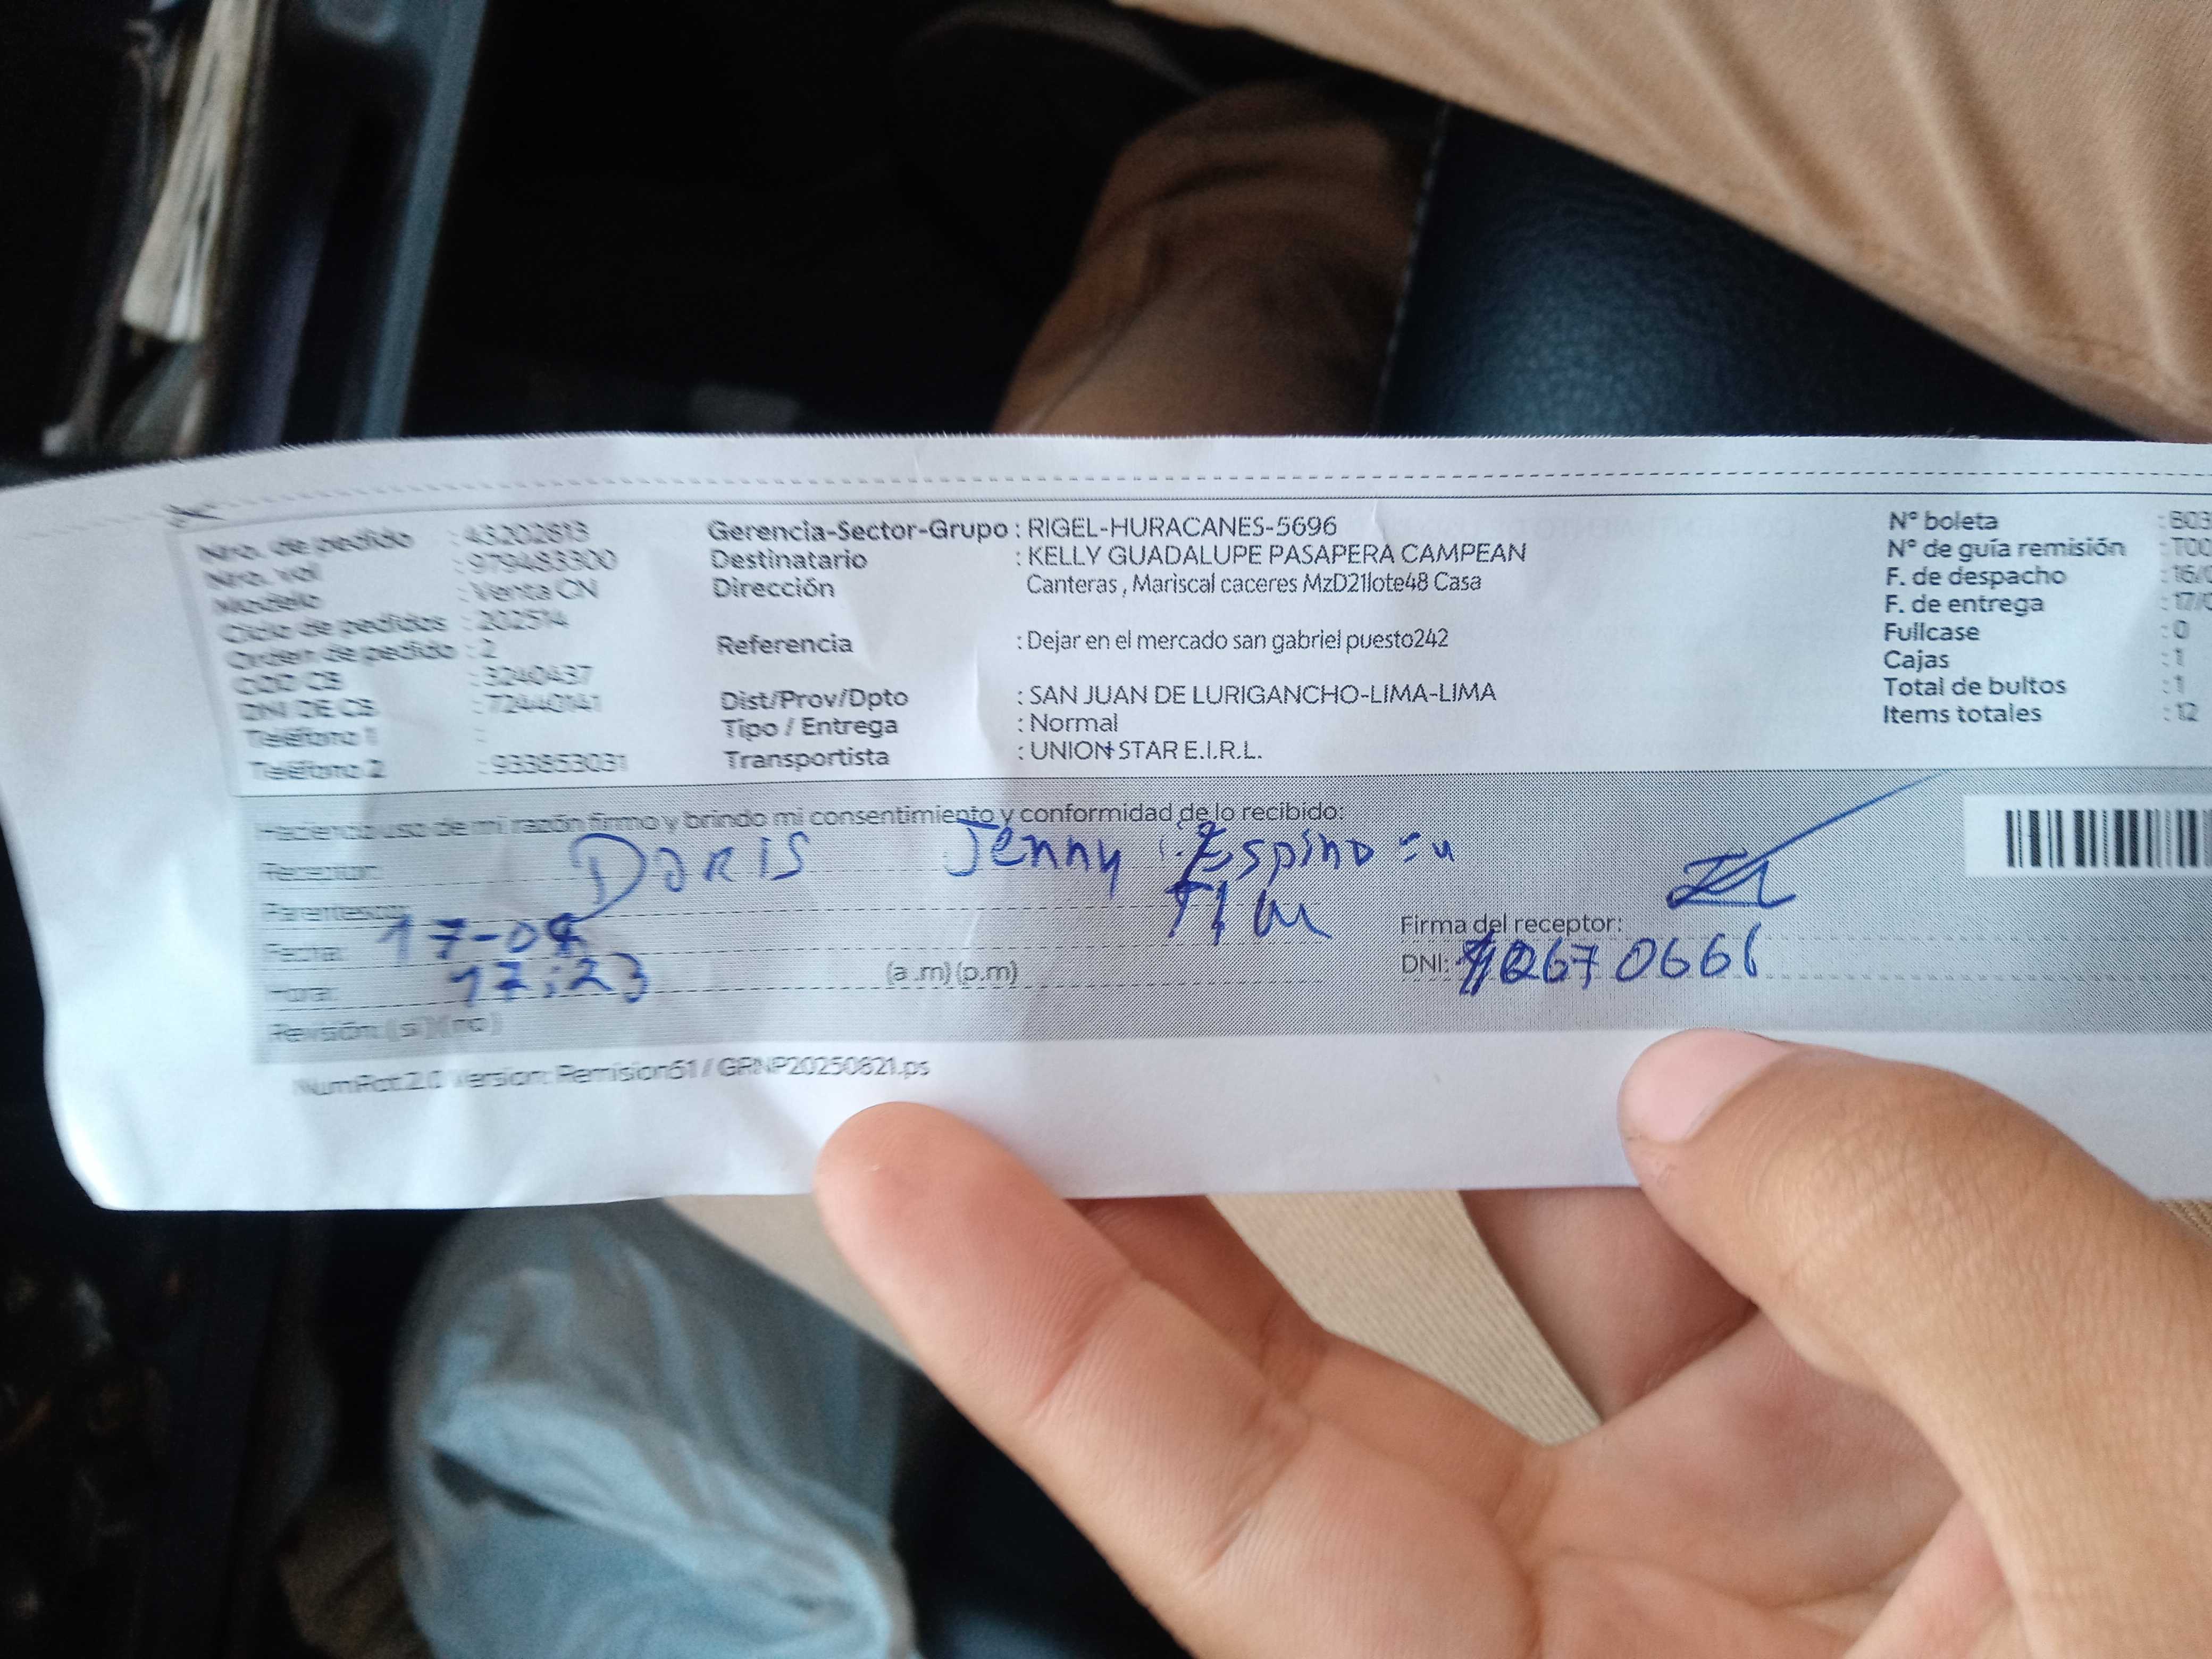 Nro. de pedido : 43202813
Nro. vol : 979483300
Modelo : Venta CN
Ciclo de pedidos : 202514
Orden de pedido : 2
COD CB : 3240437
DNI DE CB : 72440141
Teléfono 1 :
Teléfono 2 : 933853031
Gerencia-Sector-Grupo : RIGEL-HURACANES-5696
Destinatario : KELLY GUADALUPE PASAPERA CAMPEAN
Dirección Canteras , Mariscal caceres MzD21lote48 Casa
Referencia : Dejar en el mercado san gabriel puesto242
Dist/Prov/Dpto : SAN JUAN DE LURIGANCHO-LIMA-LIMA
Tipo / Entrega : Normal
Transportista : UNION STAR E.I.R.L.
N° boleta : B03
N° de guía remisión : T00
F. de despacho : 16/0
F. de entrega : 17/0
Fullcase : 0
Cajas : 1
Total de bultos : 1
Items totales : 12
Haciendo uso de mi razón firmo y brindo mi consentimiento y conformidad de lo recibido:
Receptor: DORIS Jenny
Parentesco:
Fecha: 17-09
Hora: 17:23 (a .m) (p.m)
Revisión: (si) (no)
Firma del receptor:
DNI:
NumRot:2.0 Version: Remision51 / GRNP20250821.ps